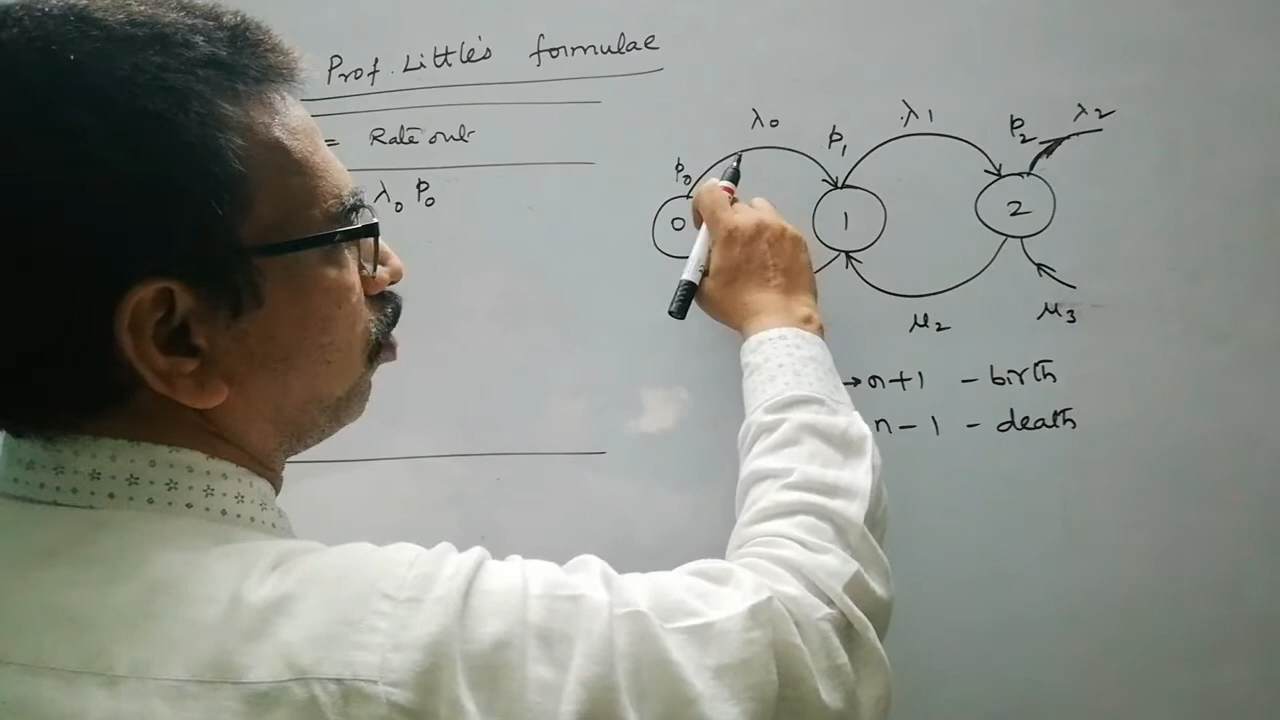 Prof. Little's formulae
= Rate out
λ0 P0
λ0
P1
λ1
P2
λ2
P0
0
1
2
μ2
μ3
→ n+1 - birth
n-1 - death